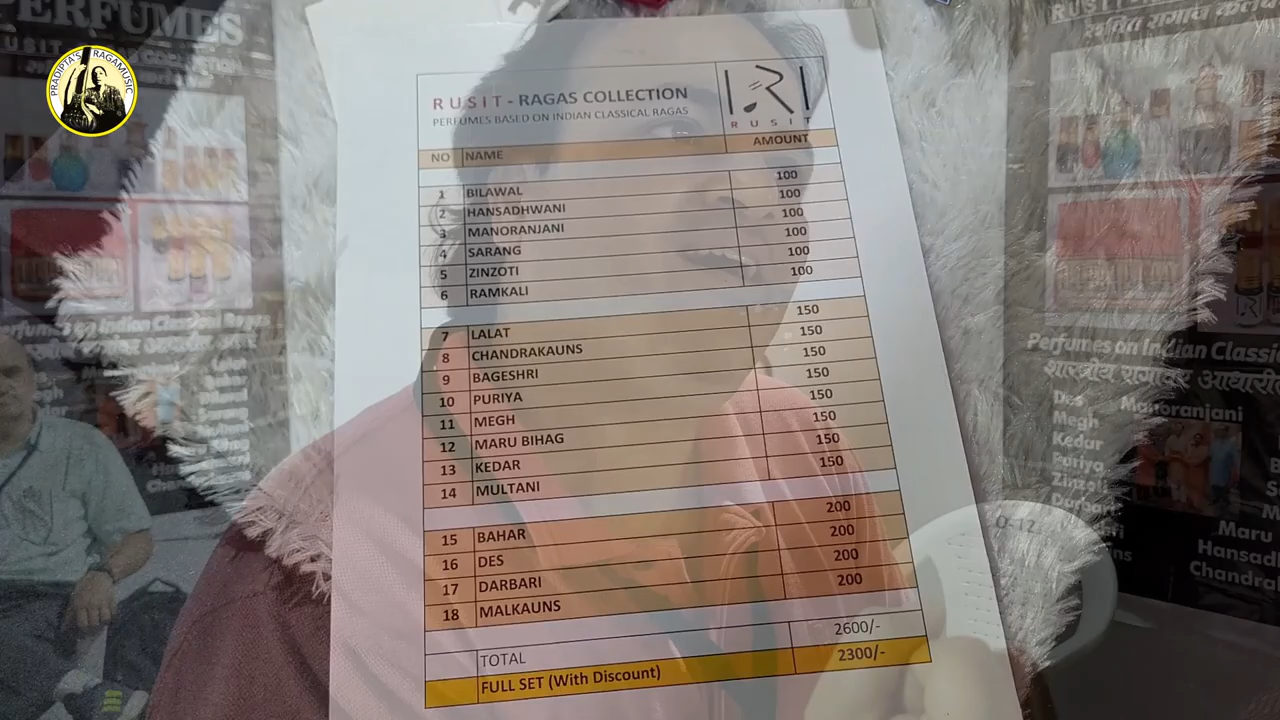 PERFUMES
PRADIPTA'S RAGAMUSIC
RUSIT - RAGAS COLLECTION
PERFUMES BASED ON INDIAN CLASSICAL RAGAS
RUSIT
NO NAME AMOUNT
1 BILAWAL 100
2 HANSADHWANI 100
3 MANORANJANI 100
4 SARANG 100
5 ZINZOTI 100
6 RAMKALI 100
7 LALAT 150
8 CHANDRAKAUNS 150
9 BAGESHRI 150
10 PURIYA 150
11 MEGH 150
12 MARU BIHAG 150
13 KEDAR 150
14 MULTANI 150
15 BAHAR 200
16 DES 200
17 DARBARI 200
18 MALKAUNS 200
TOTAL 2600/-
FULL SET (With Discount) 2300/-
Perfumes on Indian Classi
Des Manoranjani
Megh
Kedar
Puriya
Maru
Hansad
Chandra
O-12